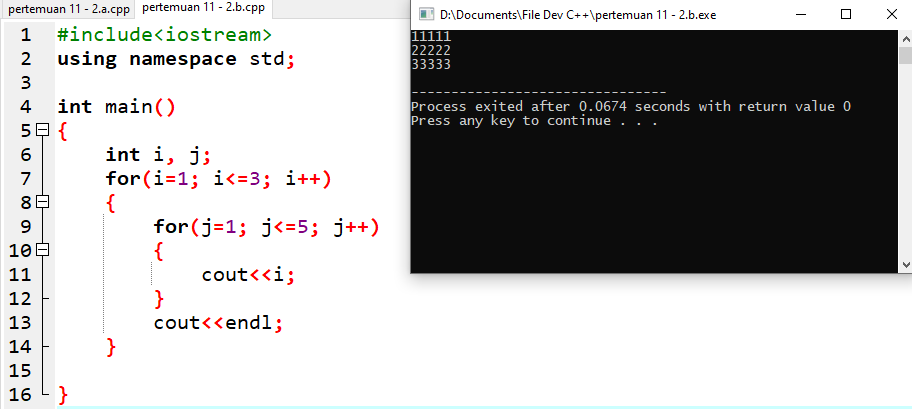 pertemuan 11 - 2.a.cpp pertemuan 11 - 2.b.cpp
1 #include<iostream>
2 using namespace std;
3
4 int main()
5 {
6 int i, j;
7 for(i=1; i<=3; i++)
8 {
9 for(j=1; j<=5; j++)
10 {
11 cout<<i;
12 }
13 cout<<endl;
14 }
15
16 }
D:\Documents\File Dev C++\pertemuan 11 - 2.b.exe
11111
22222
33333
--------------------------------
Process exited after 0.0674 seconds with return value 0
Press any key to continue . . .